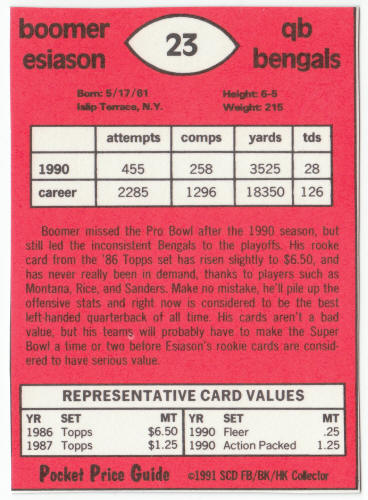 boomer esiason
23
qb bengals
Born: 5/17/61
Islip Terrace, N.Y.
Height: 6-5
Weight: 215
attempts comps yards tds
1990 455 258 3525 28
career 2285 1296 18350 126
Boomer missed the Pro Bowl after the 1990 season, but
still led the inconsistent Bengals to the playoffs. His rookie
card from the '86 Topps set has risen slightly to $6.50, and
has never really been in demand, thanks to players such as
Montana, Rice, and Sanders. Make no mistake, he'll pile up the
offensive stats and right now is considered to be the best
left-handed quarterback of all time. His cards aren't a bad
value, but his teams will probably have to make the Super
Bowl a time or two before Esiason's rookie cards are consid-
ered to have serious value.
REPRESENTATIVE CARD VALUES
YR SET MT YR SET MT
1986 Topps $6.50 1990 Fleer .25
1987 Topps $1.25 1990 Action Packed 1.25
Pocket Price Guide ©1991 SCD FB/BK/HK Collector